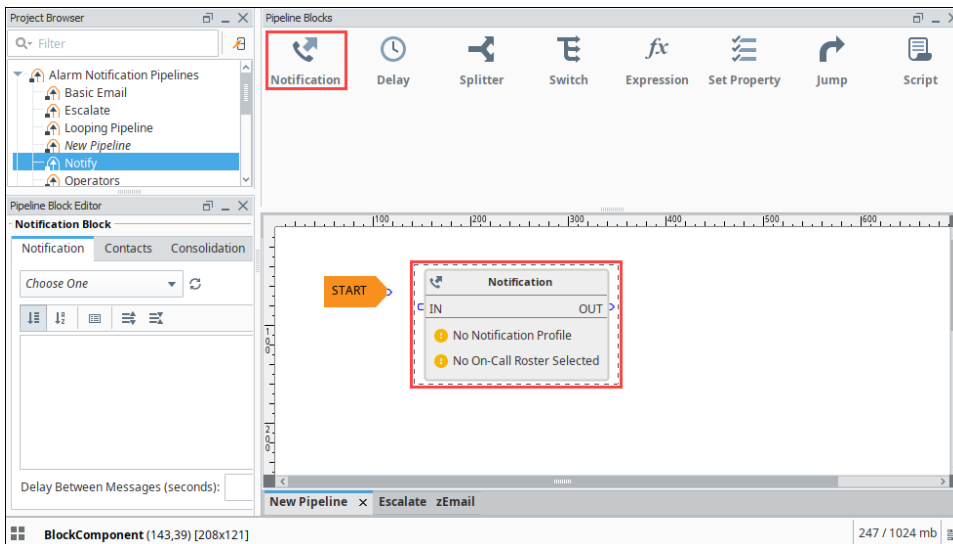 Project Browser
Filter
Alarm Notification Pipelines
Basic Email
Escalate
Looping Pipeline
New Pipeline
Notify
Operators
Pipeline Block Editor
Notification Block
Notification Contacts Consolidation
Choose One
Delay Between Messages (seconds):
Pipeline Blocks
Notification Delay Splitter Switch fx Expression Set Property Jump Script
100 200 300 400 500 600
100
200
START
Notification
IN OUT
No Notification Profile
No On-Call Roster Selected
New Pipeline × Escalate zEmail
BlockComponent (143,39) [208x121]
247 / 1024 mb